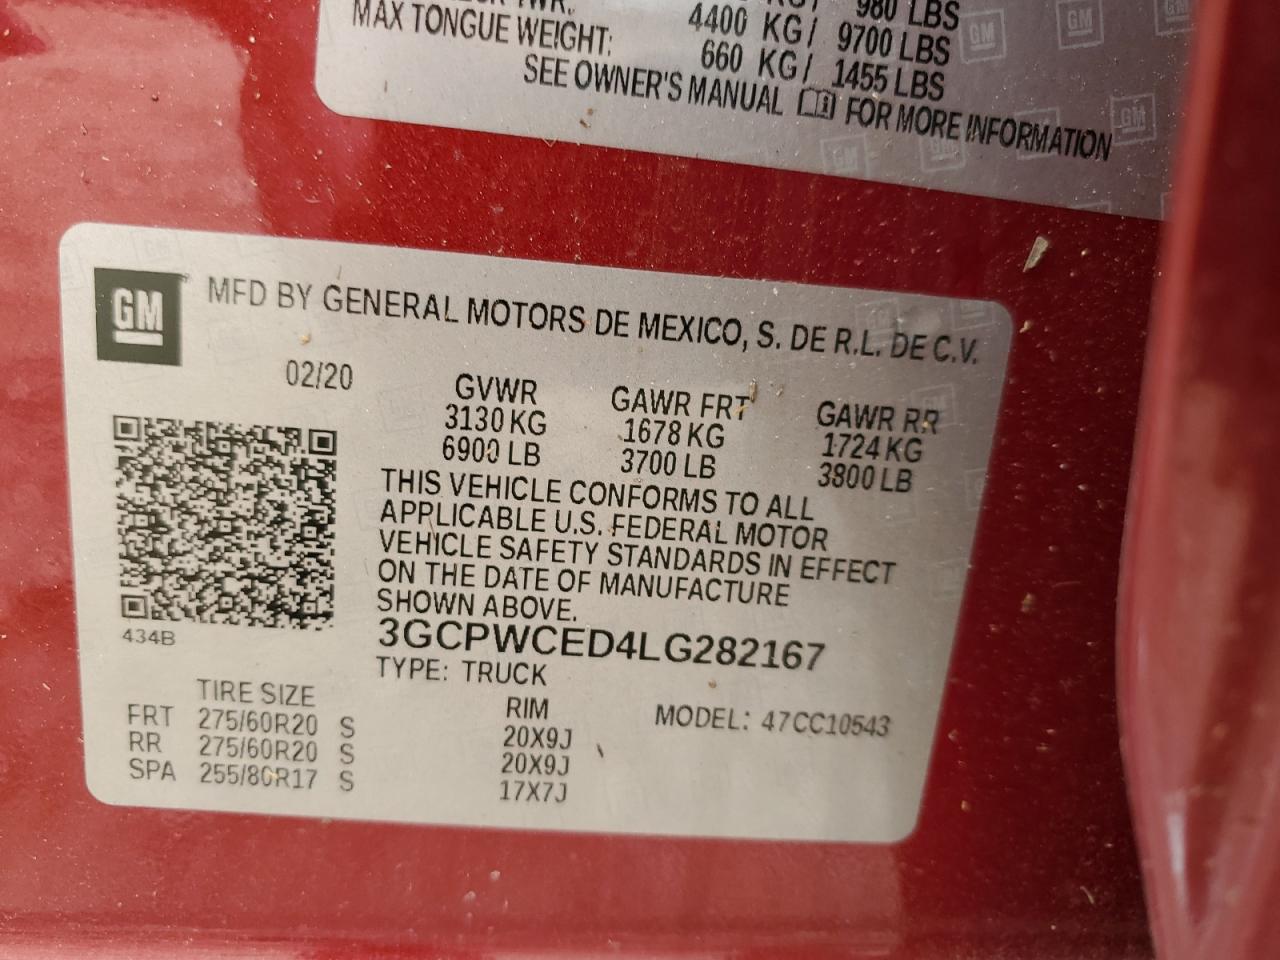 980 LBS
4400 KG/ 9700 LBS
MAX TONGUE WEIGHT: 660 KG/ 1455 LBS
SEE OWNER'S MANUAL FOR MORE INFORMATION
GM
MFD BY GENERAL MOTORS DE MEXICO, S. DE R.L. DE C.V.
02/20
GVWR GAWR FRT GAWR RR
3130 KG 1678 KG 1724 KG
6900 LB 3700 LB 3800 LB
THIS VEHICLE CONFORMS TO ALL
APPLICABLE U.S. FEDERAL MOTOR
VEHICLE SAFETY STANDARDS IN EFFECT
ON THE DATE OF MANUFACTURE
SHOWN ABOVE.
434B
3GCPWCED4LG282167
TYPE: TRUCK
TIRE SIZE RIM MODEL: 47CC10543
FRT 275/60R20 S 20X9J
RR 275/60R20 S 20X9J
SPA 255/80R17 S 17X7J